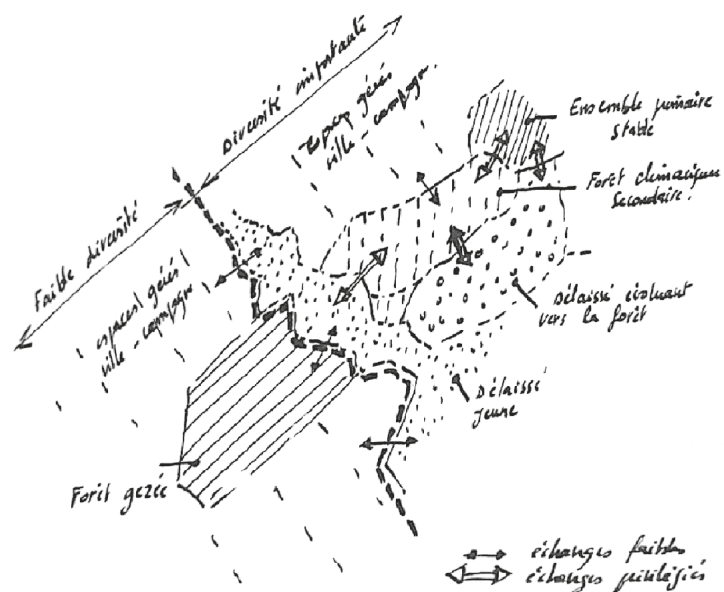 Faible diversité
Diversité importante
Espaces gérés
ville - campagne
espaces gérés
ville - campagne
Ensemble primaire
stable
Forêt climacique
secondaire.
Délaissé évoluant
vers la forêt
Délaissé
jeune
Forêt gérée
échanges faibles
échanges privilégiés